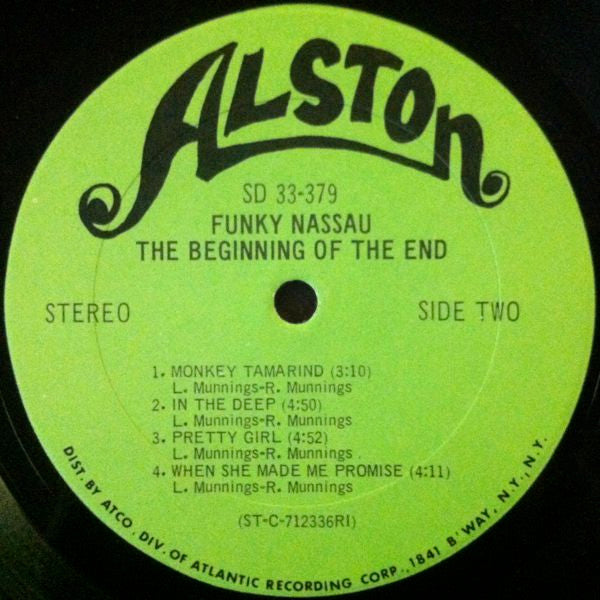 ALSTON
SD 33-379
FUNKY NASSAU
THE BEGINNING OF THE END
STEREO
SIDE TWO
1. MONKEY TAMARIND (3:10)
L. Munnings-R. Munnings
2. IN THE DEEP (4:50)
L. Munnings-R. Munnings
3. PRETTY GIRL (4:52)
L. Munnings-R. Munnings .
4. WHEN SHE MADE ME PROMISE (4:11)
L. Munnings-R. Munnings
(ST-C-712336RI)
DIST. BY ATCO, DIV. OF ATLANTIC RECORDING CORP., 1841 B'WAY, N.Y., N.Y.